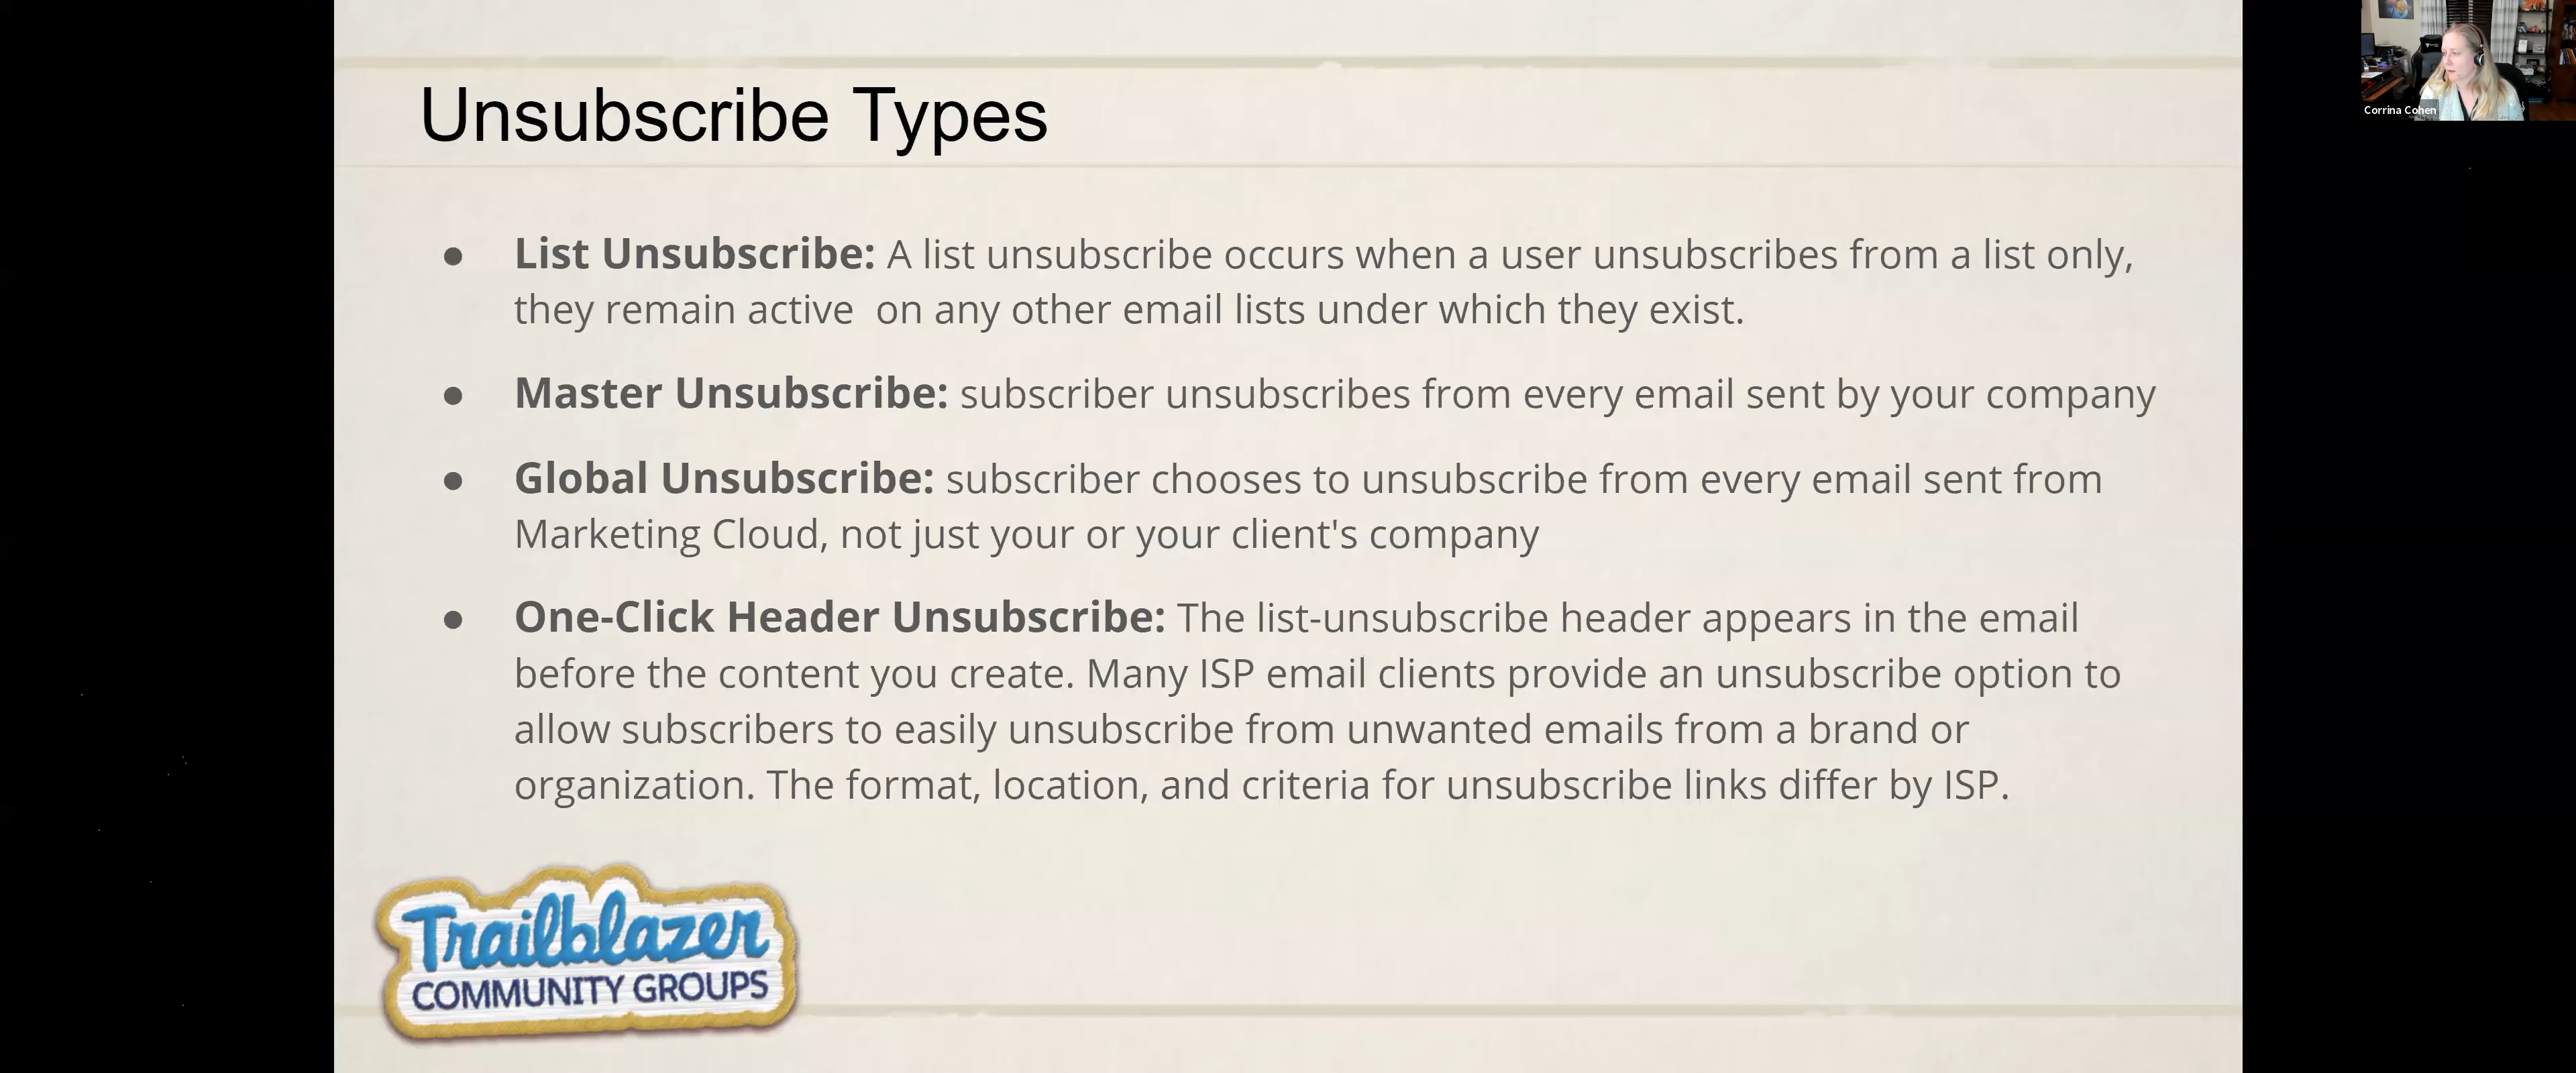 Unsubscribe Types
● List Unsubscribe: A list unsubscribe occurs when a user unsubscribes from a list only,
they remain active  on any other email lists under which they exist.
● Master Unsubscribe: subscriber unsubscribes from every email sent by your company
● Global Unsubscribe: subscriber chooses to unsubscribe from every email sent from
Marketing Cloud, not just your or your client's company
● One-Click Header Unsubscribe: The list-unsubscribe header appears in the email
before the content you create. Many ISP email clients provide an unsubscribe option to
allow subscribers to easily unsubscribe from unwanted emails from a brand or
organization. The format, location, and criteria for unsubscribe links differ by ISP.
Trailblazer
COMMUNITY GROUPS
Corrina Cohen